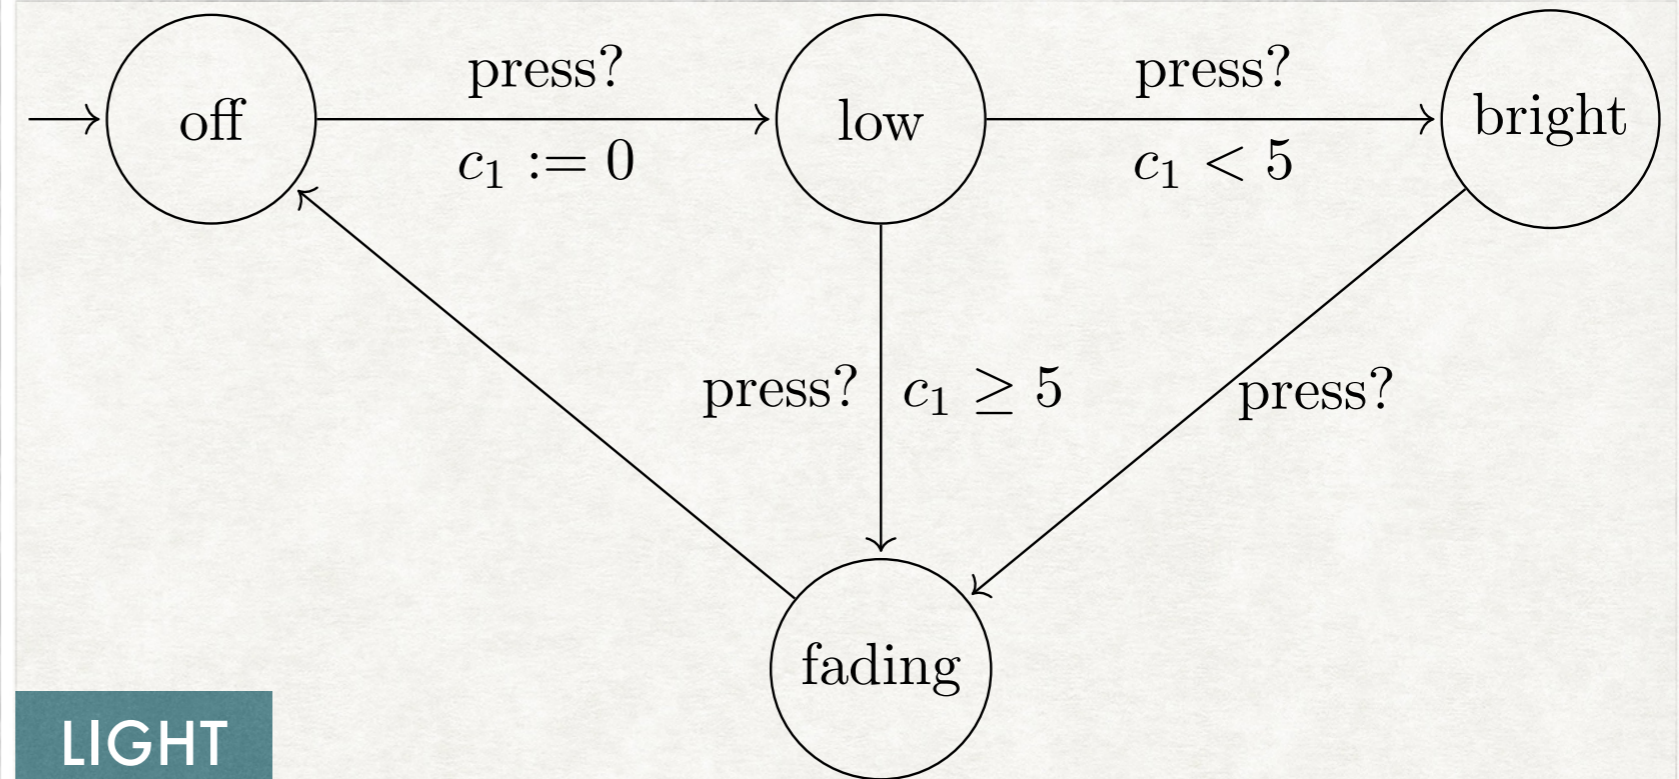 press?
press?
off
low
bright
c₁ := 0
c₁ < 5
press?
c₁ ≥ 5
press?
fading
LIGHT